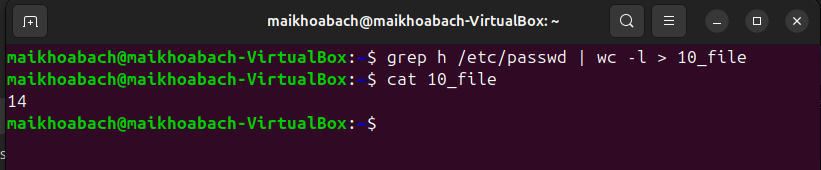 maikhoabach@maikhoabach-VirtualBox: ~
maikhoabach@maikhoabach-VirtualBox:~$ grep h /etc/passwd | wc -l > 10_file
maikhoabach@maikhoabach-VirtualBox:~$ cat 10_file
14
maikhoabach@maikhoabach-VirtualBox:~$
s